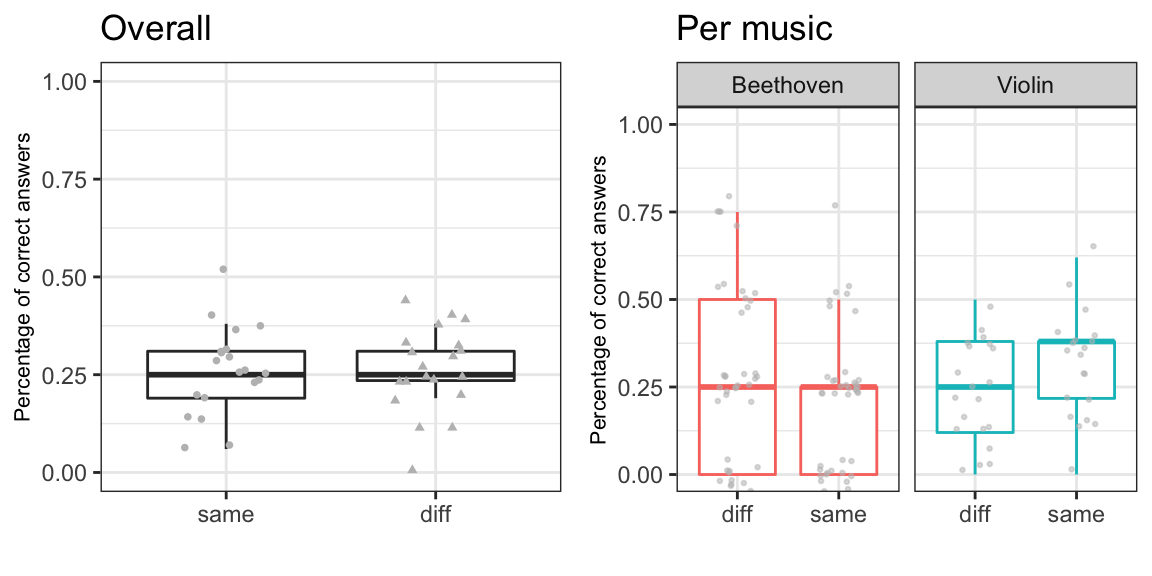 Overall
Percentage of correct answers
1.00
0.75
0.50
0.25
0.00
same diff
Per music
Beethoven Violin
Percentage of correct answers
1.00
0.75
0.50
0.25
0.00
diff same diff same